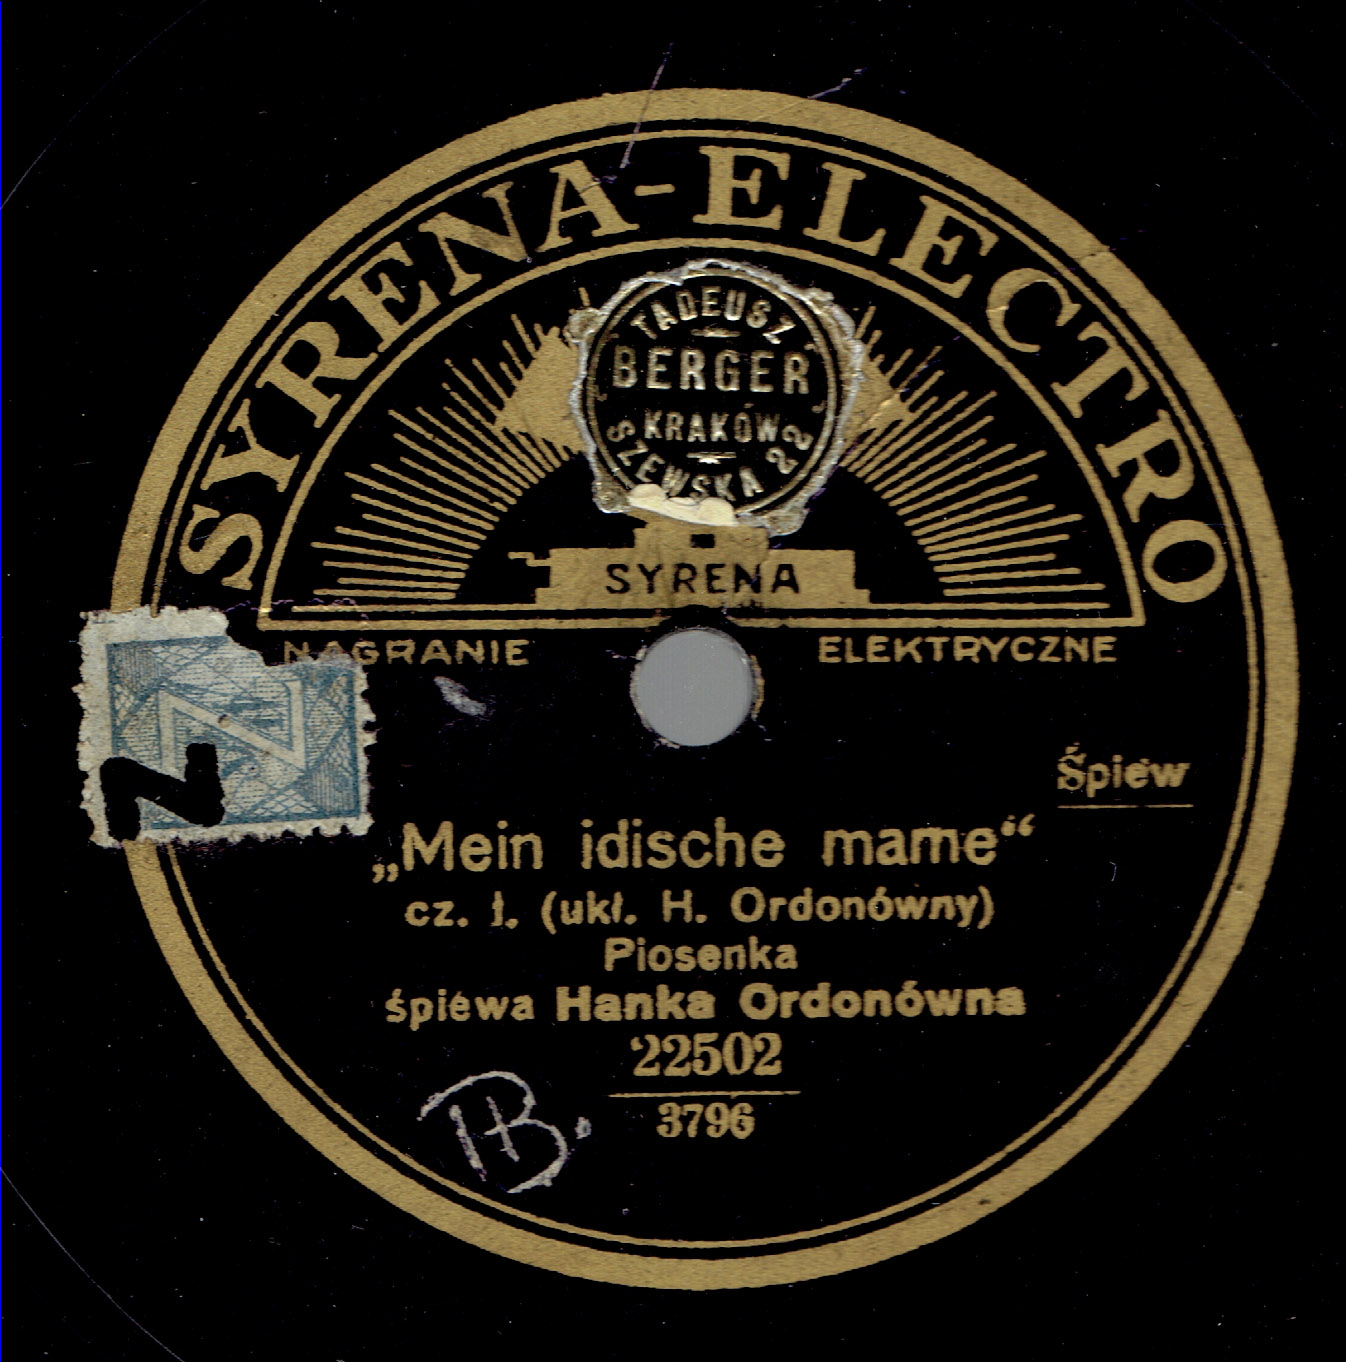 SYRENA-ELECTRO
TADEUSZ
BERGER
KRAKÓW
SZEWSKA 22
SYRENA
NAGRANIE ELEKTRYCZNE
Śpiew
„Mein idische mame“
cz. I. (ukł. H. Ordonówny)
Piosenka
śpiewa Hanka Ordonówna
22502
3796
TB.
Z
Z